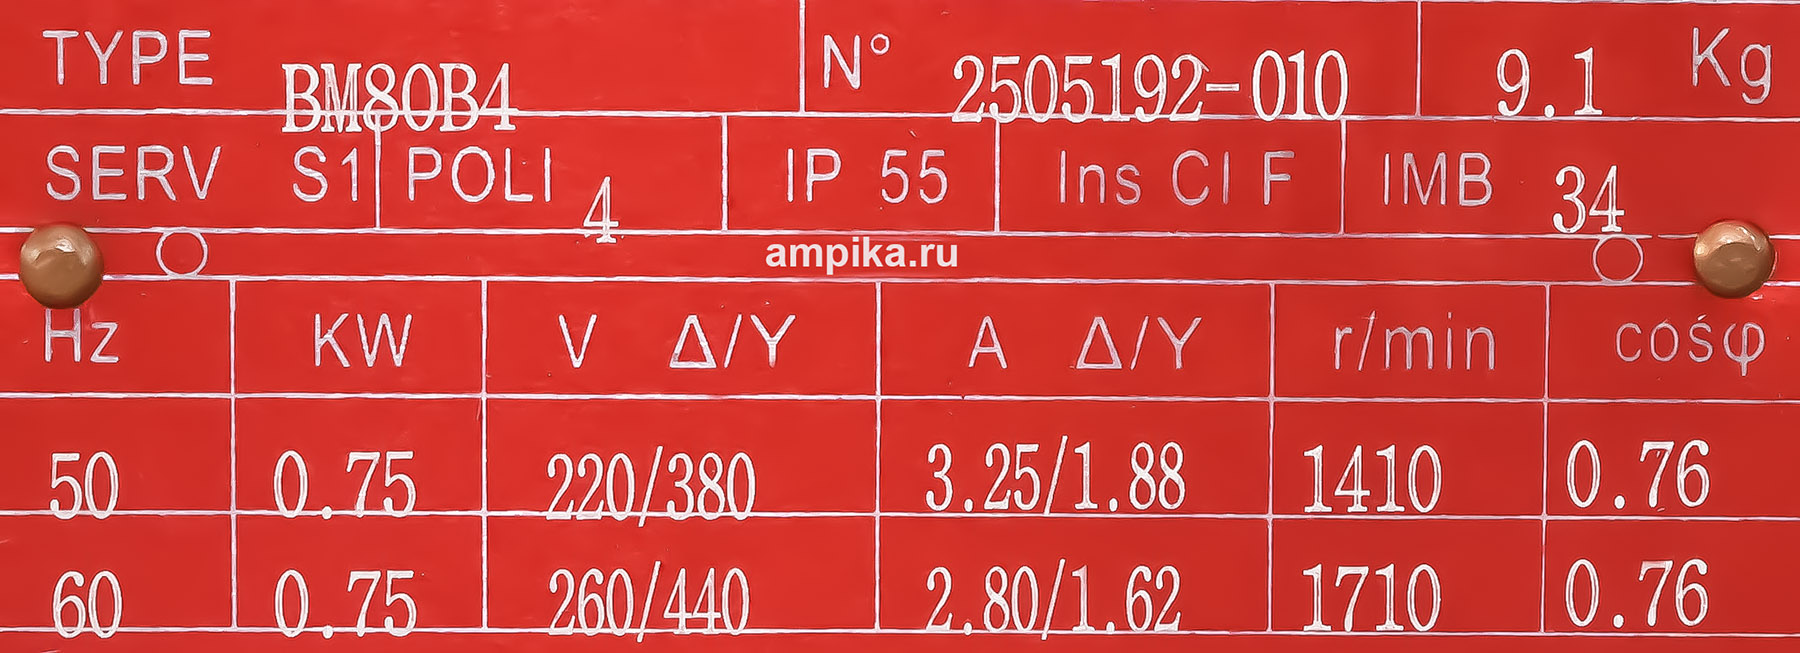 TYPE BM80B4 N° 2505192-010 9.1 Kg
SERV S1 POLI 4 IP 55 Ins Cl F IMB 34
ampika.ru
Hz KW V Δ/Y A Δ/Y r/min cosφ
50 0.75 220/380 3.25/1.88 1410 0.76
60 0.75 260/440 2.80/1.62 1710 0.76